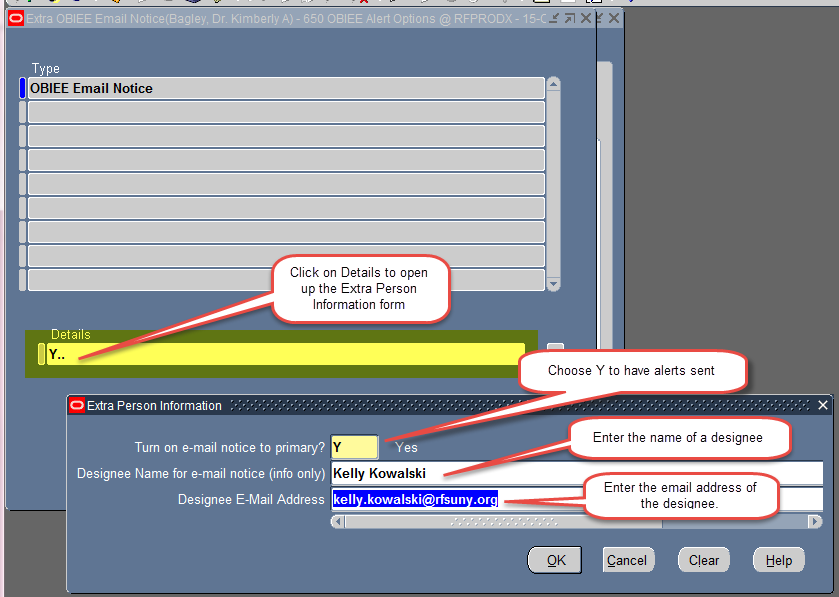 Extra OBIEE Email Notice(Bagley, Dr. Kimberly A) - 650 OBIEE Alert Options @ RFPRODX - 15-
Type
OBIEE Email Notice
Click on Details to open
up the Extra Person
Information form
Details
Y..
Choose Y to have alerts sent
Extra Person Information
Enter the name of a designee
Turn on e-mail notice to primary?
Y
Yes
Designee Name for e-mail notice (info only)
Kelly Kowalski
Enter the email address of
the designee.
Designee E-Mail Address
kelly.kowalski@rfsuny.org
OK
Cancel
Clear
Help